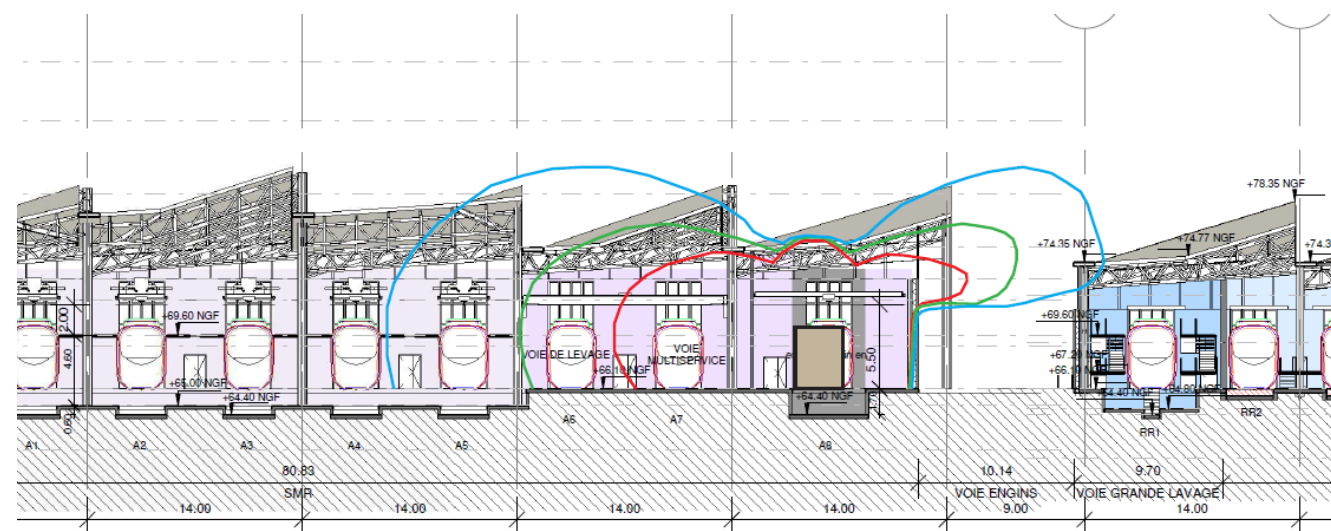 +78.35 NGF
+74.35 NGF
+74.77 NGF
+74.3
2.00
+69.60 NGF
+69.60 NGF
4.60
VOIE DE LEVAGE
VOIE
MULTISERVICE
5.50
+67.20 NGF
+66.10 NGF
+66.10
+65.00 NGF
+64.40 NGF
+64.40 NGF
+64.40 NGF
+64.80 NGF
0.60
A1
A2
A3
A4
A5
A6
A7
A8
RR1
RR2
80.83
10.14
9.70
SMR
VOIE ENGINS
VOIE GRANDE LAVAGE
14.00
14.00
14.00
14.00
9.00
14.00